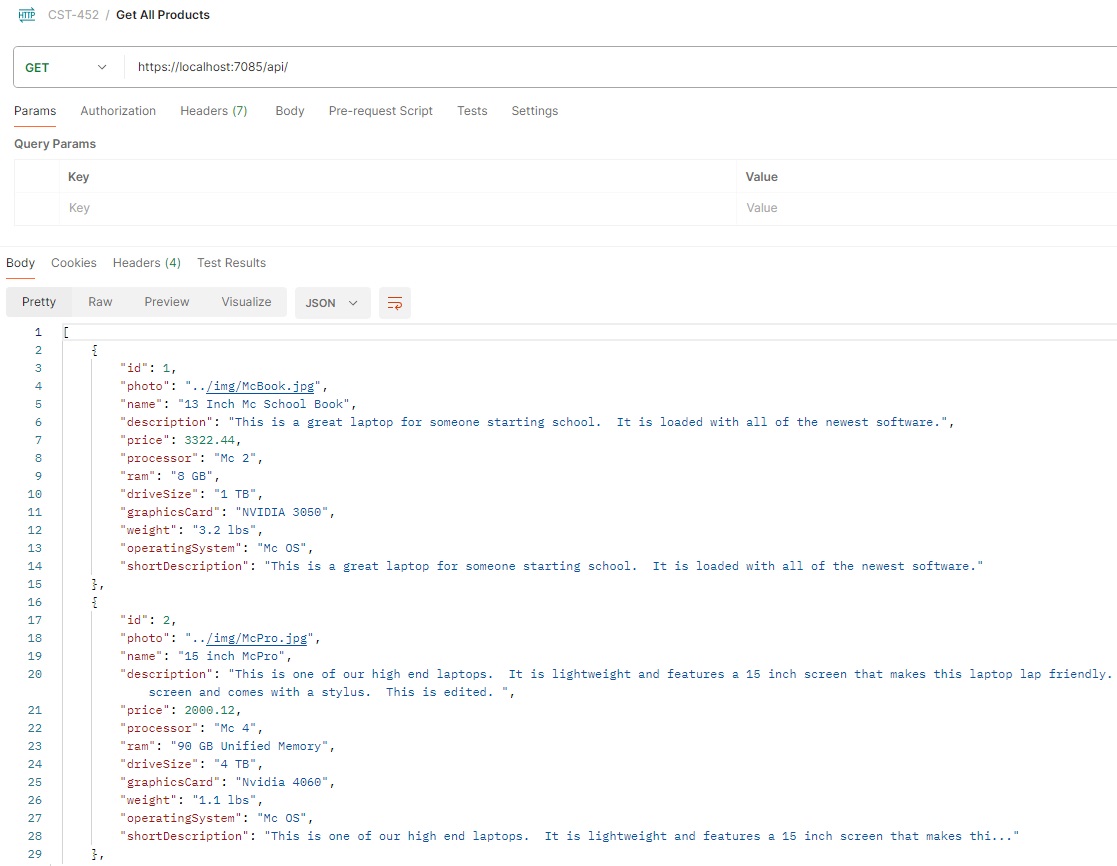 HTTP CST-452 / Get All Products
GET https://localhost:7085/api/
Params Authorization Headers (7) Body Pre-request Script Tests Settings
Query Params
Key Value
Key Value
Body Cookies Headers (4) Test Results
Pretty Raw Preview Visualize JSON
1 [
2 {
3 "id": 1,
4 "photo": "../img/McBook.jpg",
5 "name": "13 Inch Mc School Book",
6 "description": "This is a great laptop for someone starting school.  It is loaded with all of the newest software.",
7 "price": 3322.44,
8 "processor": "Mc 2",
9 "ram": "8 GB",
10 "driveSize": "1 TB",
11 "graphicsCard": "NVIDIA 3050",
12 "weight": "3.2 lbs",
13 "operatingSystem": "Mc OS",
14 "shortDescription": "This is a great laptop for someone starting school.  It is loaded with all of the newest software."
15 },
16 {
17 "id": 2,
18 "photo": "../img/McPro.jpg",
19 "name": "15 inch McPro",
20 "description": "This is one of our high end laptops.  It is lightweight and features a 15 inch screen that makes this laptop lap friendly.
screen and comes with a stylus.  This is edited. ",
21 "price": 2000.12,
22 "processor": "Mc 4",
23 "ram": "90 GB Unified Memory",
24 "driveSize": "4 TB",
25 "graphicsCard": "Nvidia 4060",
26 "weight": "1.1 lbs",
27 "operatingSystem": "Mc OS",
28 "shortDescription": "This is one of our high end laptops.  It is lightweight and features a 15 inch screen that makes thi..."
29 },